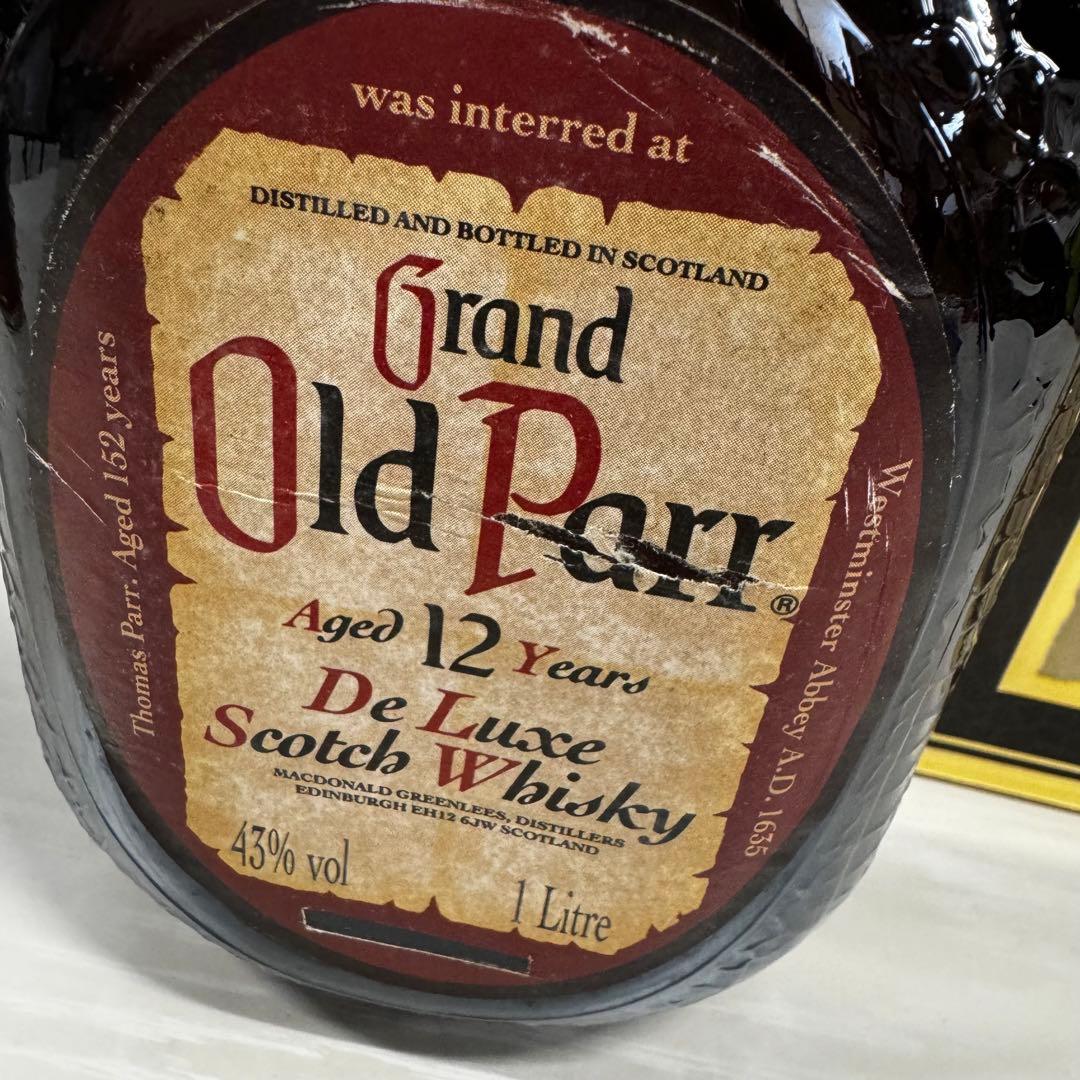 was interred at
DISTILLED AND BOTTLED IN SCOTLAND
Grand
Old Parr®
Aged 12 Years
De Luxe
Scotch Whisky
MACDONALD GREENLEES, DISTILLERS
EDINBURGH EH12 6JW SCOTLAND
43% vol
1 Litre
Thomas Parr. Aged 152 years
Westminster Abbey A.D. 1635